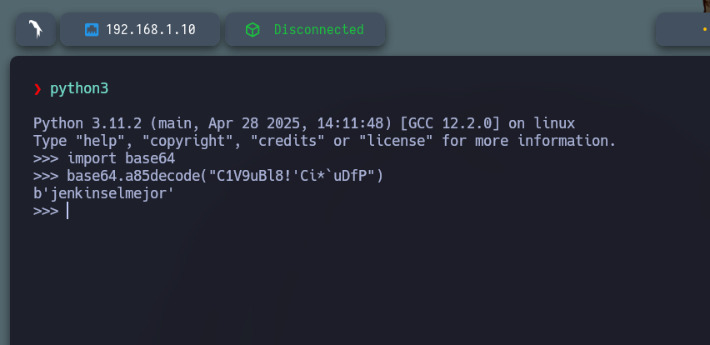 192.168.1.10 Disconnected
❯ python3
Python 3.11.2 (main, Apr 28 2025, 14:11:48) [GCC 12.2.0] on linux
Type "help", "copyright", "credits" or "license" for more information.
>>> import base64
>>> base64.a85decode("C1V9uBl8!'Ci*`uDfP")
b'jenkinselmejor'
>>>